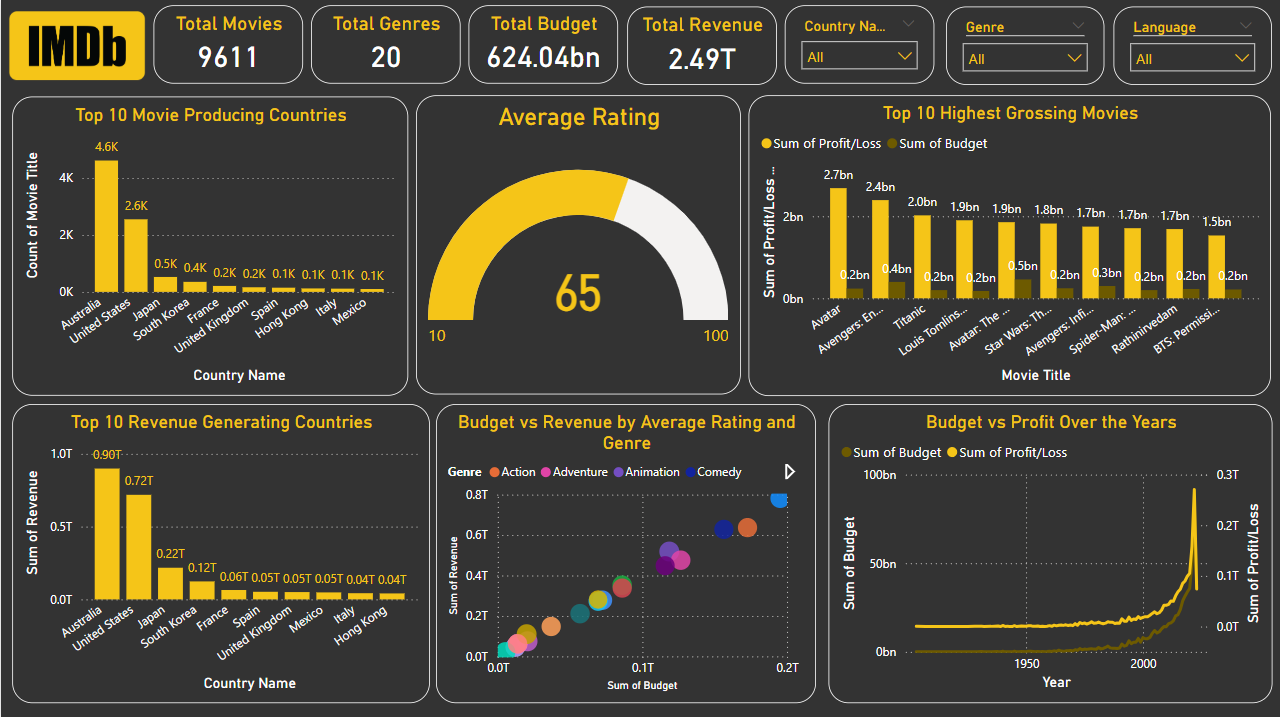 IMDb
Total Movies
9611
Total Genres
20
Total Budget
624.04bn
Total Revenue
2.49T
Country Na...
All
Genre
All
Language
All
Top 10 Movie Producing Countries
Count of Movie Title
4K
2K
0K
4.6K
2.6K
0.5K
0.4K
0.2K
0.2K
0.1K
0.1K
0.1K
0.1K
Australia
United States
Japan
South Korea
France
United Kingdom
Spain
Hong Kong
Italy
Mexico
Country Name
Average Rating
65
10
100
Top 10 Highest Grossing Movies
Sum of Profit/Loss
Sum of Budget
Sum of Profit/Loss ...
2bn
0bn
2.7bn
2.4bn
2.0bn
1.9bn
1.9bn
1.8bn
1.7bn
1.7bn
1.7bn
1.5bn
0.2bn
0.4bn
0.2bn
0.2bn
0.5bn
0.2bn
0.3bn
0.2bn
0.2bn
0.2bn
Avatar
Avengers: En...
Titanic
Louis Tomlins...
Avatar: The ...
Star Wars: Th...
Avengers: Infi...
Spider-Man: ...
Rathinirvedam
BTS: Permissi...
Movie Title
Top 10 Revenue Generating Countries
Sum of Revenue
1.0T
0.5T
0.0T
0.90T
0.72T
0.22T
0.12T
0.06T
0.05T
0.05T
0.05T
0.04T
0.04T
Australia
United States
Japan
South Korea
France
Spain
United Kingdom
Mexico
Italy
Hong Kong
Country Name
Budget vs Revenue by Average Rating and
Genre
Genre
Action
Adventure
Animation
Comedy
Sum of Revenue
0.8T
0.6T
0.4T
0.2T
0.0T
0.0T
0.1T
0.2T
Sum of Budget
Budget vs Profit Over the Years
Sum of Budget
Sum of Profit/Loss
Sum of Budget
100bn
50bn
0bn
0.3T
0.2T
0.1T
0.0T
Sum of Profit/Loss
1950
2000
Year